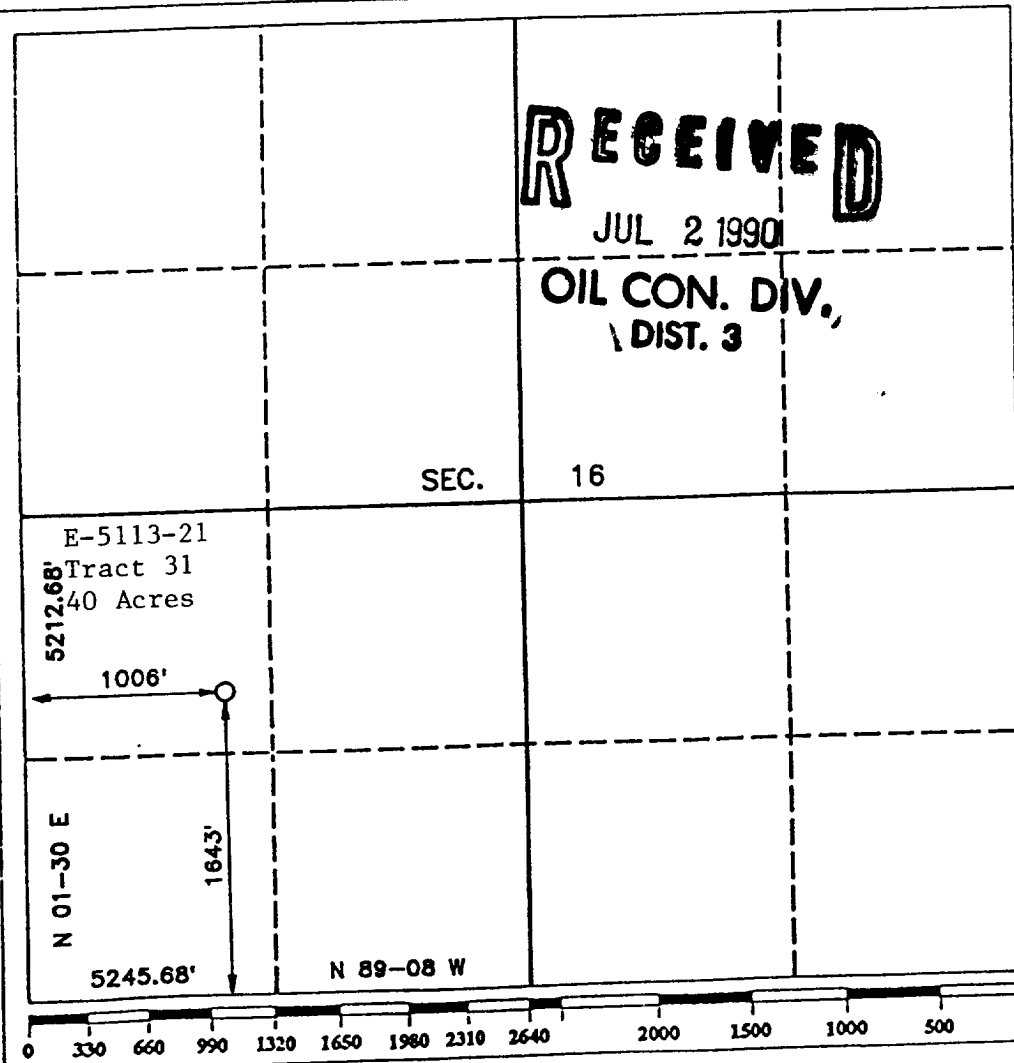 RECEIVED
JUL 2 1990
OIL CON. DIV.,
DIST. 3
SEC. 16
E-5113-21
Tract 31
40 Acres
5212.68'
1006'
1643'
N 01-30 E
5245.68' N 89-08 W
0 330 660 990 1320 1650 1980 2310 2640 2000 1500 1000 500